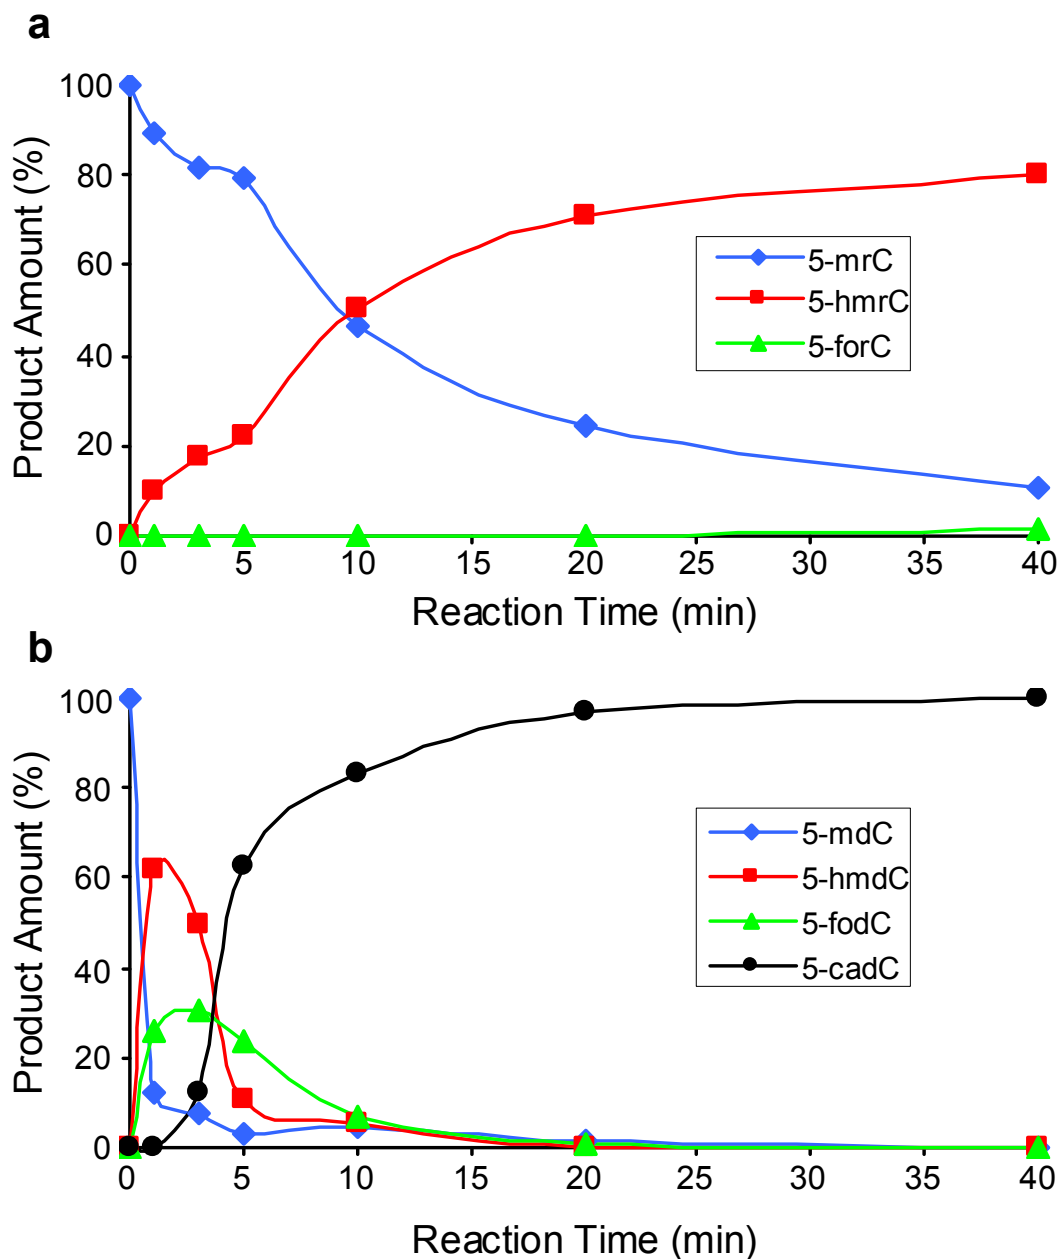 a
Product Amount (%)
100
80
60
40
20
0
0 5 10 15 20 25 30 35 40
Reaction Time (min)
5-mrC
5-hmrC
5-forC
b
Product Amount (%)
100
80
60
40
20
0
0 5 10 15 20 25 30 35 40
Reaction Time (min)
5-mdC
5-hmdC
5-fodC
5-cadC